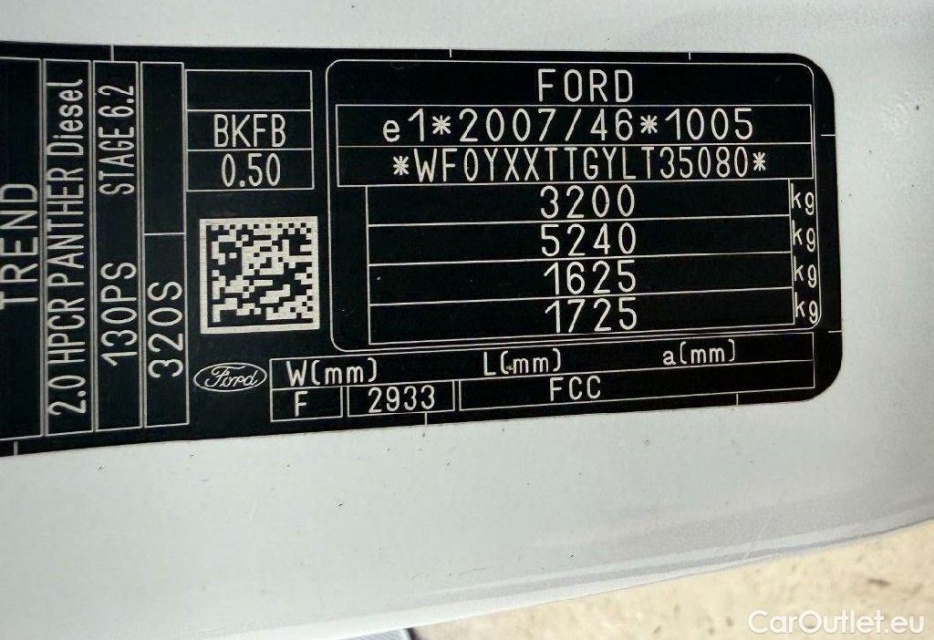 TREND
2.0 HPCR PANTHER Diesel
130PS STAGE 6.2
320S
BKFB
0.50
Ford
FORD
e1*2007/46*1005
*WF0YXXTTGYLT35080*
3200 kg
5240 kg
1625 kg
1725 kg
W(mm) L(mm) a(mm)
F 2933 FCC
CarOutlet.eu